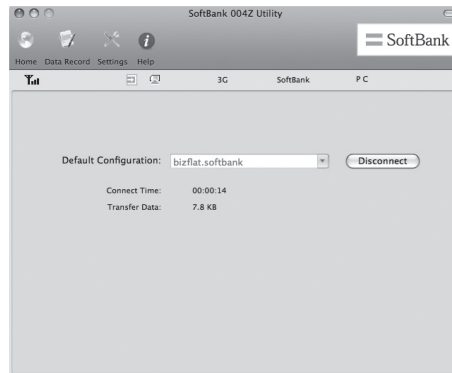 SoftBank 004Z Utility
SoftBank
Home Data Record Settings Help
3G SoftBank PC
Default Configuration: bizflat.softbank Disconnect
Connect Time: 00:00:14
Transfer Data: 7.8 KB